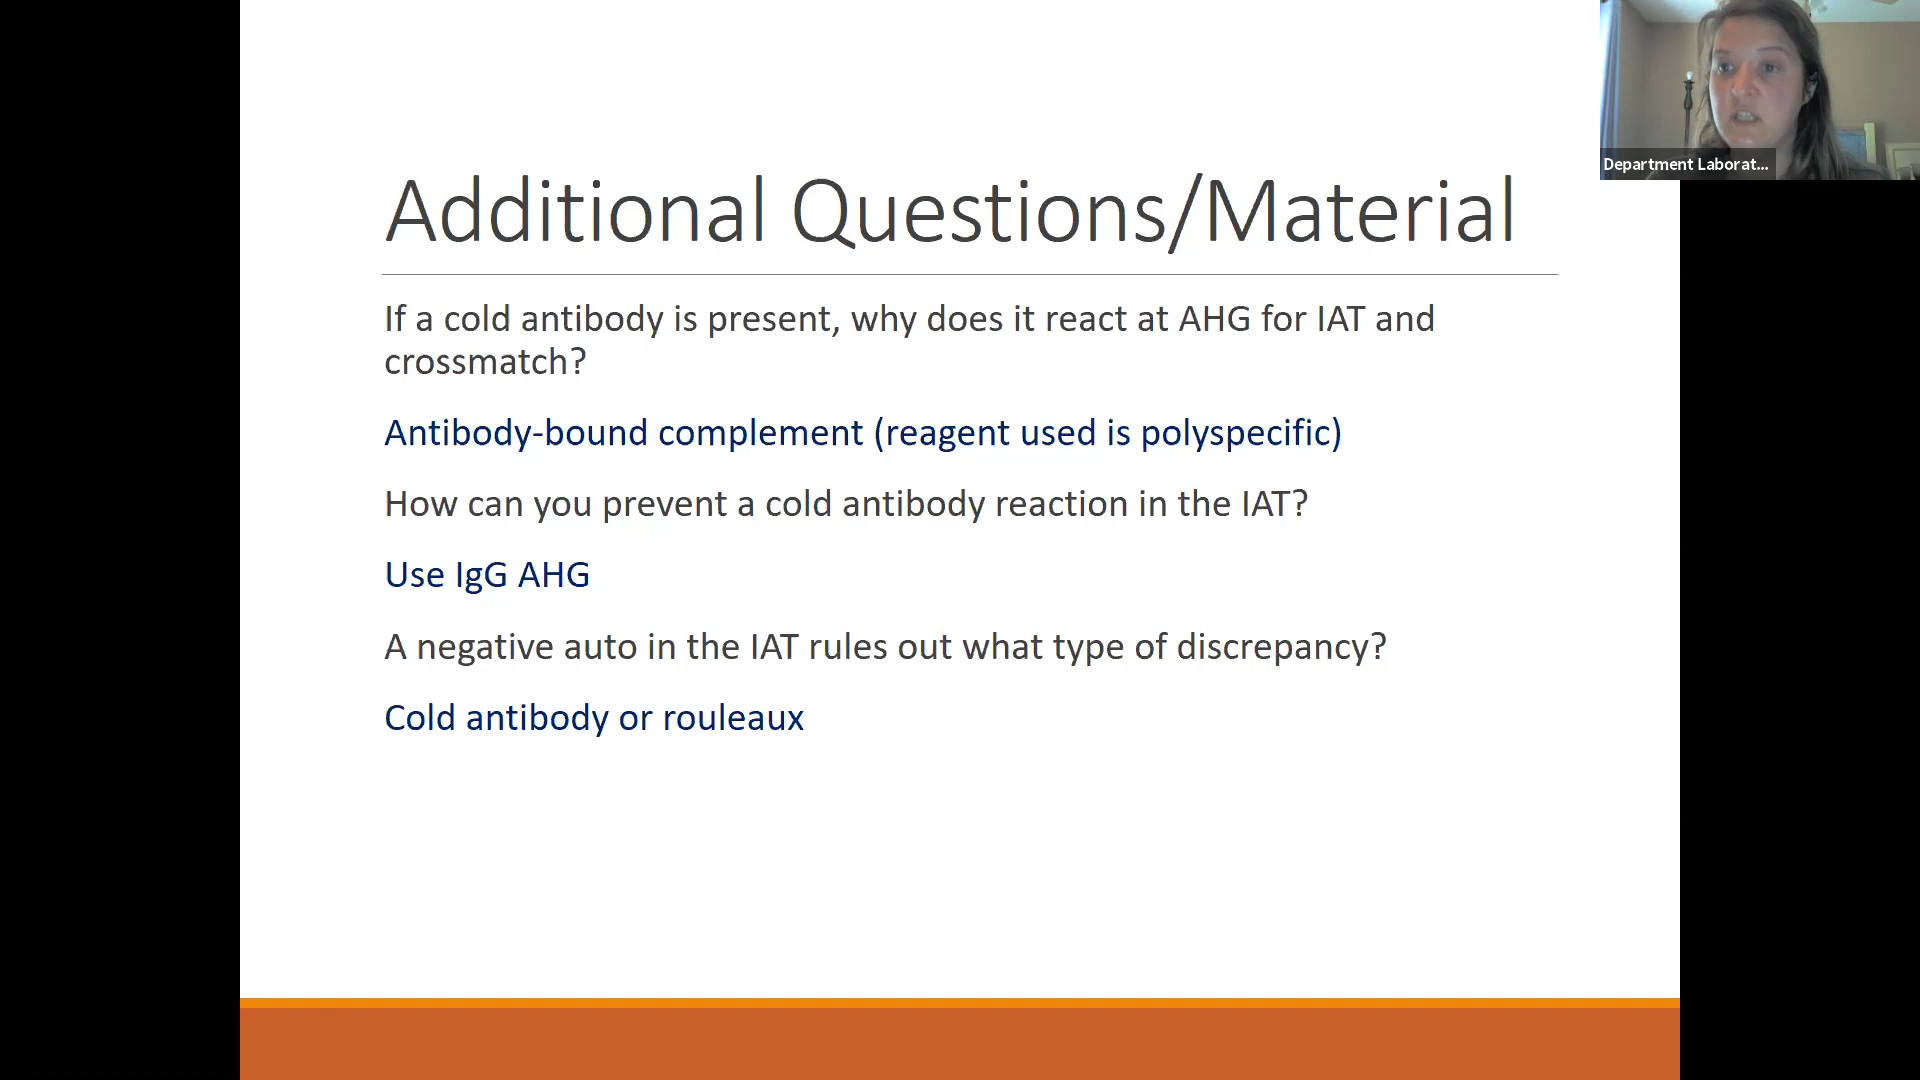 Department Laborat...
Additional Questions/Material
If a cold antibody is present, why does it react at AHG for IAT and
crossmatch?
Antibody-bound complement (reagent used is polyspecific)
How can you prevent a cold antibody reaction in the IAT?
Use IgG AHG
A negative auto in the IAT rules out what type of discrepancy?
Cold antibody or rouleaux